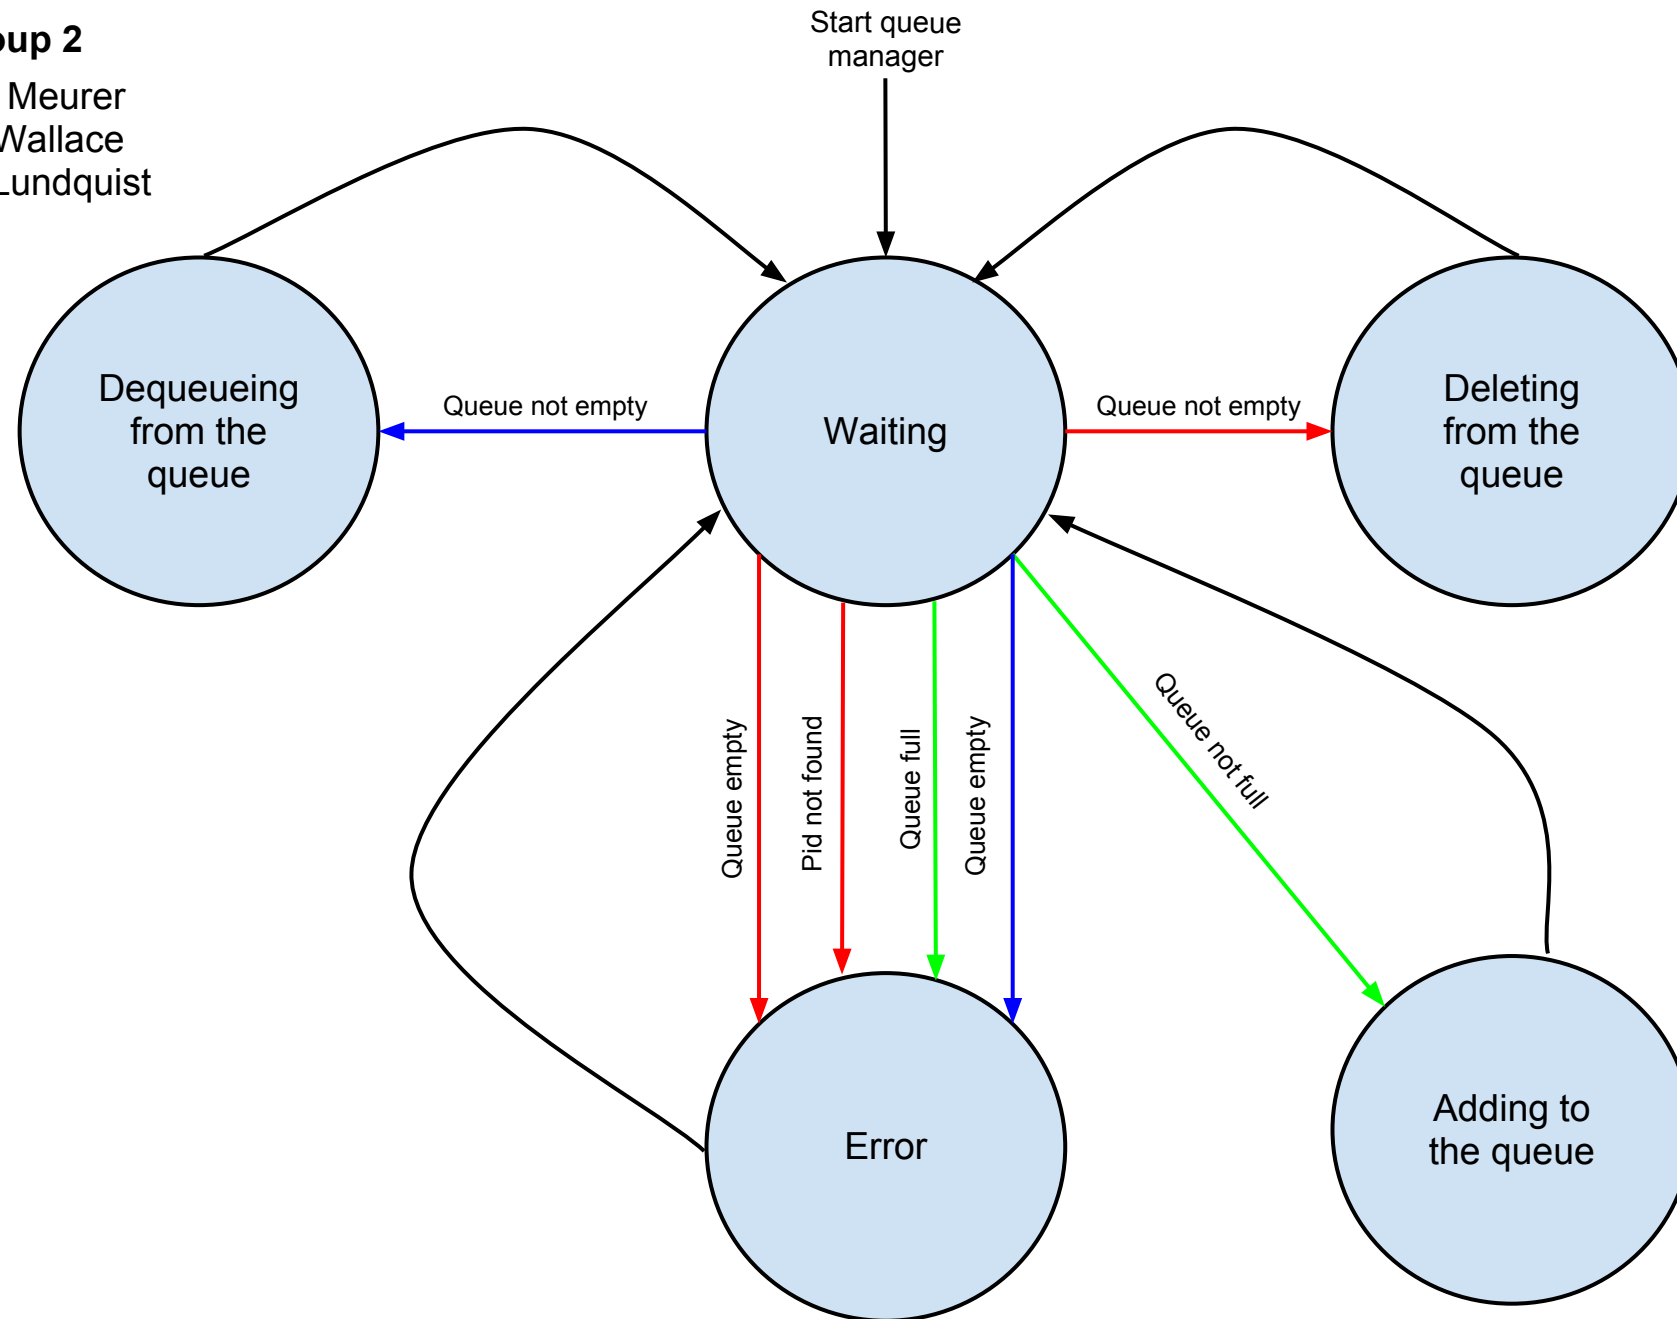 Start queue
manager
oup 2
Meurer
Wallace
Lundquist
Dequeueing
from the
queue
Queue not empty
Waiting
Queue not empty
Deleting
from the
queue
Queue empty
Pid not found
Queue full
Queue empty
Queue not full
Error
Adding to
the queue